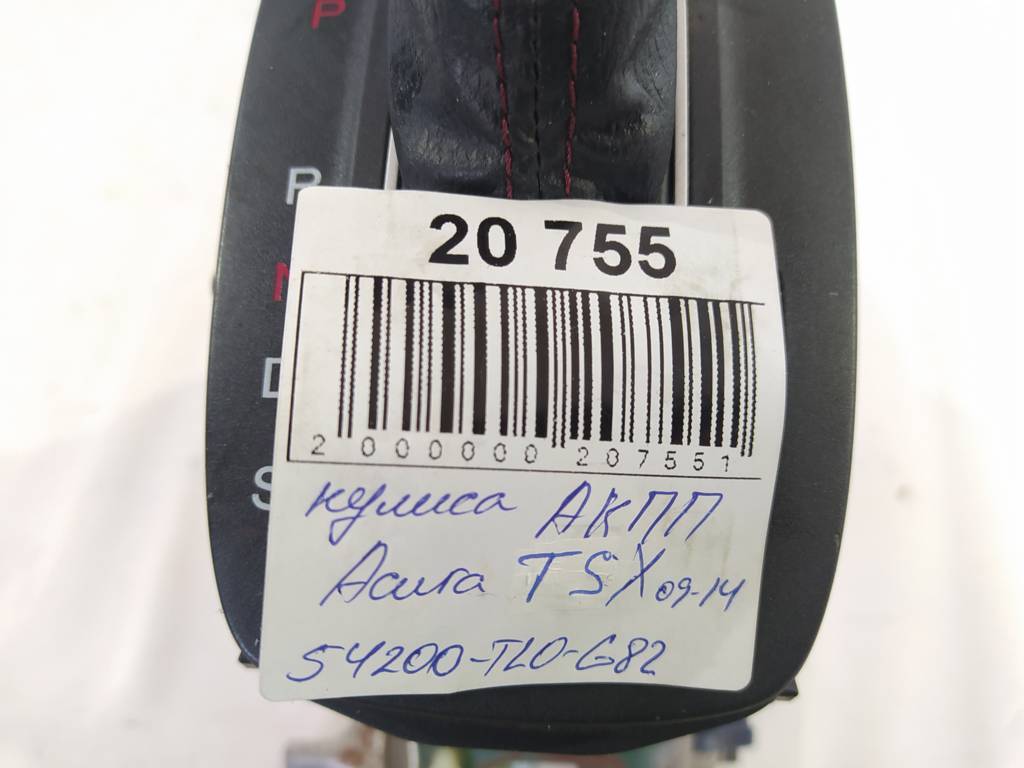 P
R
N
D
S
20 755
2 000000 207551
кулиса АКПП
Acura TSX 09-14
54200-TL0-G82